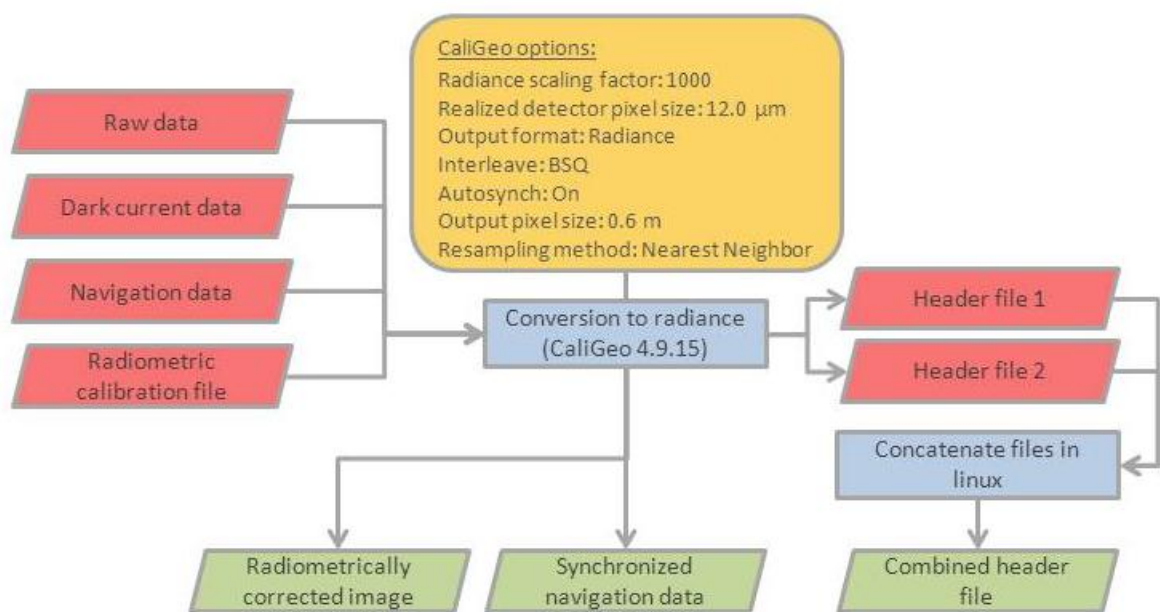 CaliGeo options:
Radiance scaling factor: 1000
Realized detector pixel size: 12.0 µm
Output format: Radiance
Interleave: BSQ
Autosynch: On
Output pixel size: 0.6 m
Resampling method: Nearest Neighbor
Raw data
Dark current data
Navigation data
Radiometric
calibration file
Conversion to radiance
(CaliGeo 4.9.15)
Header file 1
Header file 2
Concatenate files in
linux
Radiometrically
corrected image
Synchronized
navigation data
Combined header
file